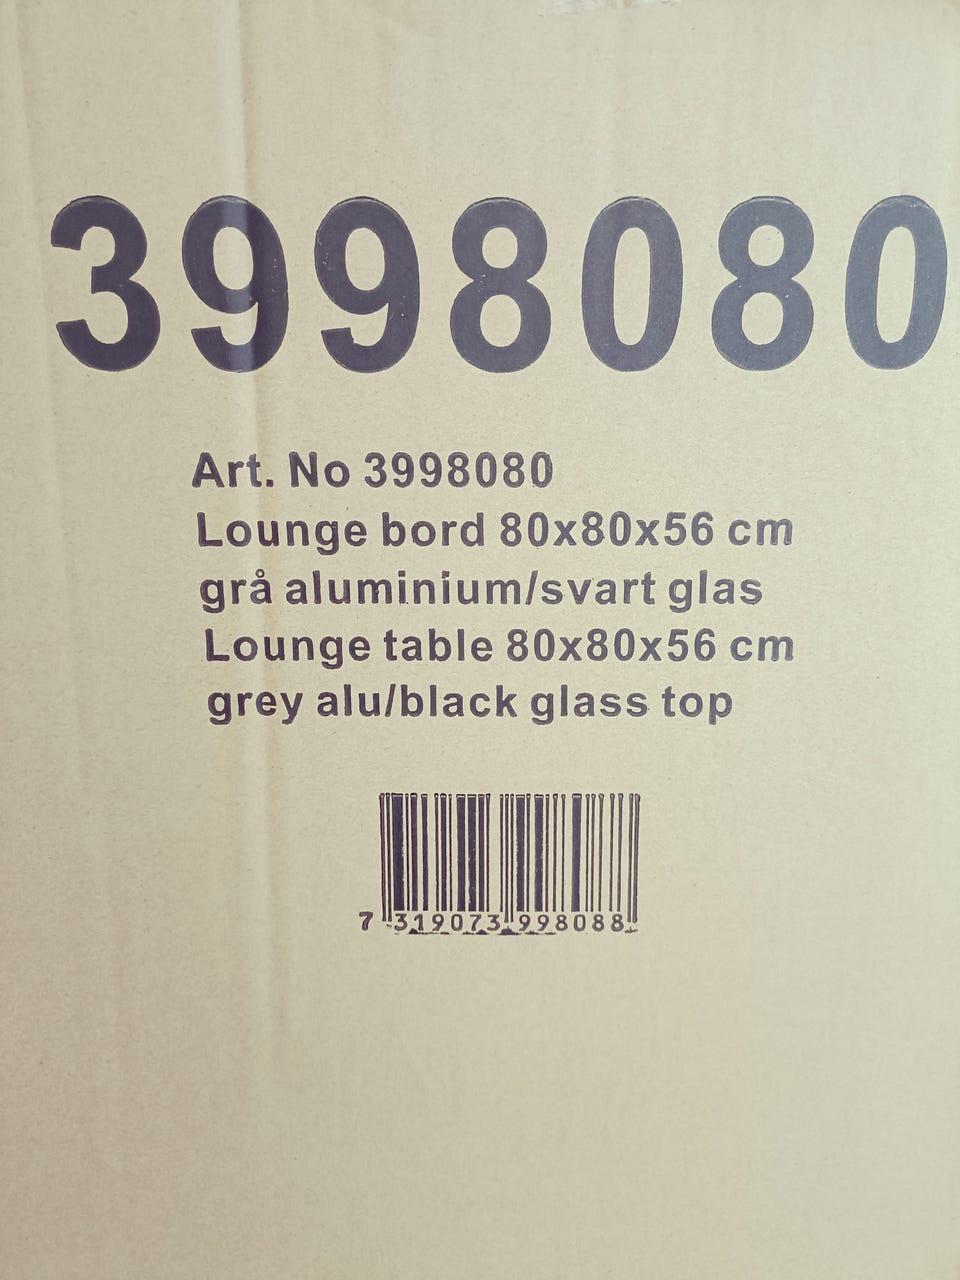 3998080
Art. No 3998080
Lounge bord 80x80x56 cm
grå aluminium/svart glas
Lounge table 80x80x56 cm
grey alu/black glass top
7 319073 998088